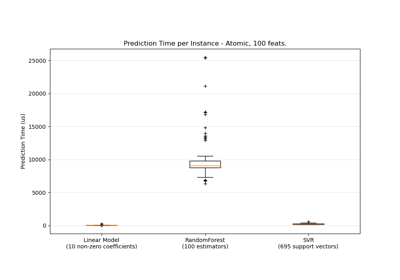 Prediction Time per Instance - Atomic, 100 feats.
Prediction Time (us)
25000
20000
15000
10000
5000
0
Linear Model
(10 non-zero coefficients)
RandomForest
(100 estimators)
SVR
(695 support vectors)